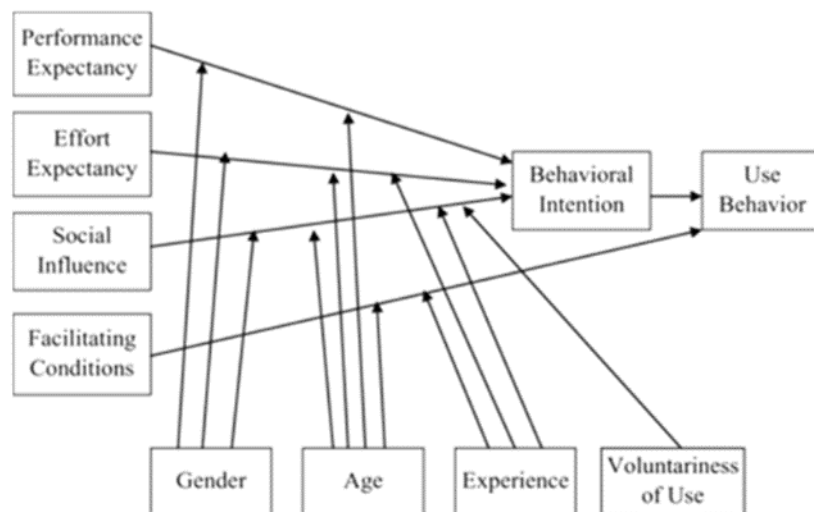 Performance
Expectancy
Effort
Expectancy
Social
Influence
Facilitating
Conditions
Behavioral
Intention
Use
Behavior
Gender
Age
Experience
Voluntariness
of Use